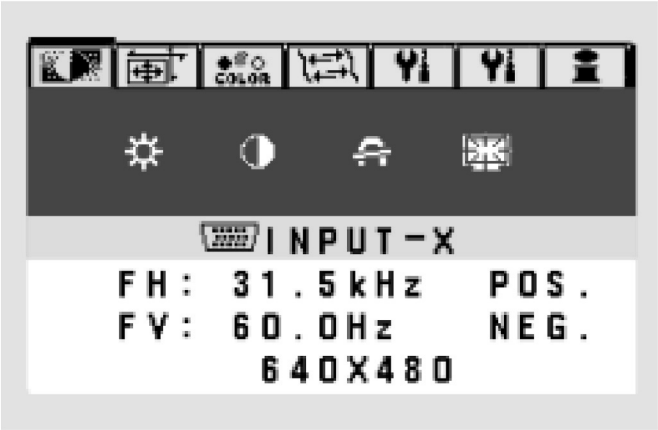 COLOR
INPUT-X
FH: 31.5kHz POS.
FV: 60.0Hz NEG.
640X480